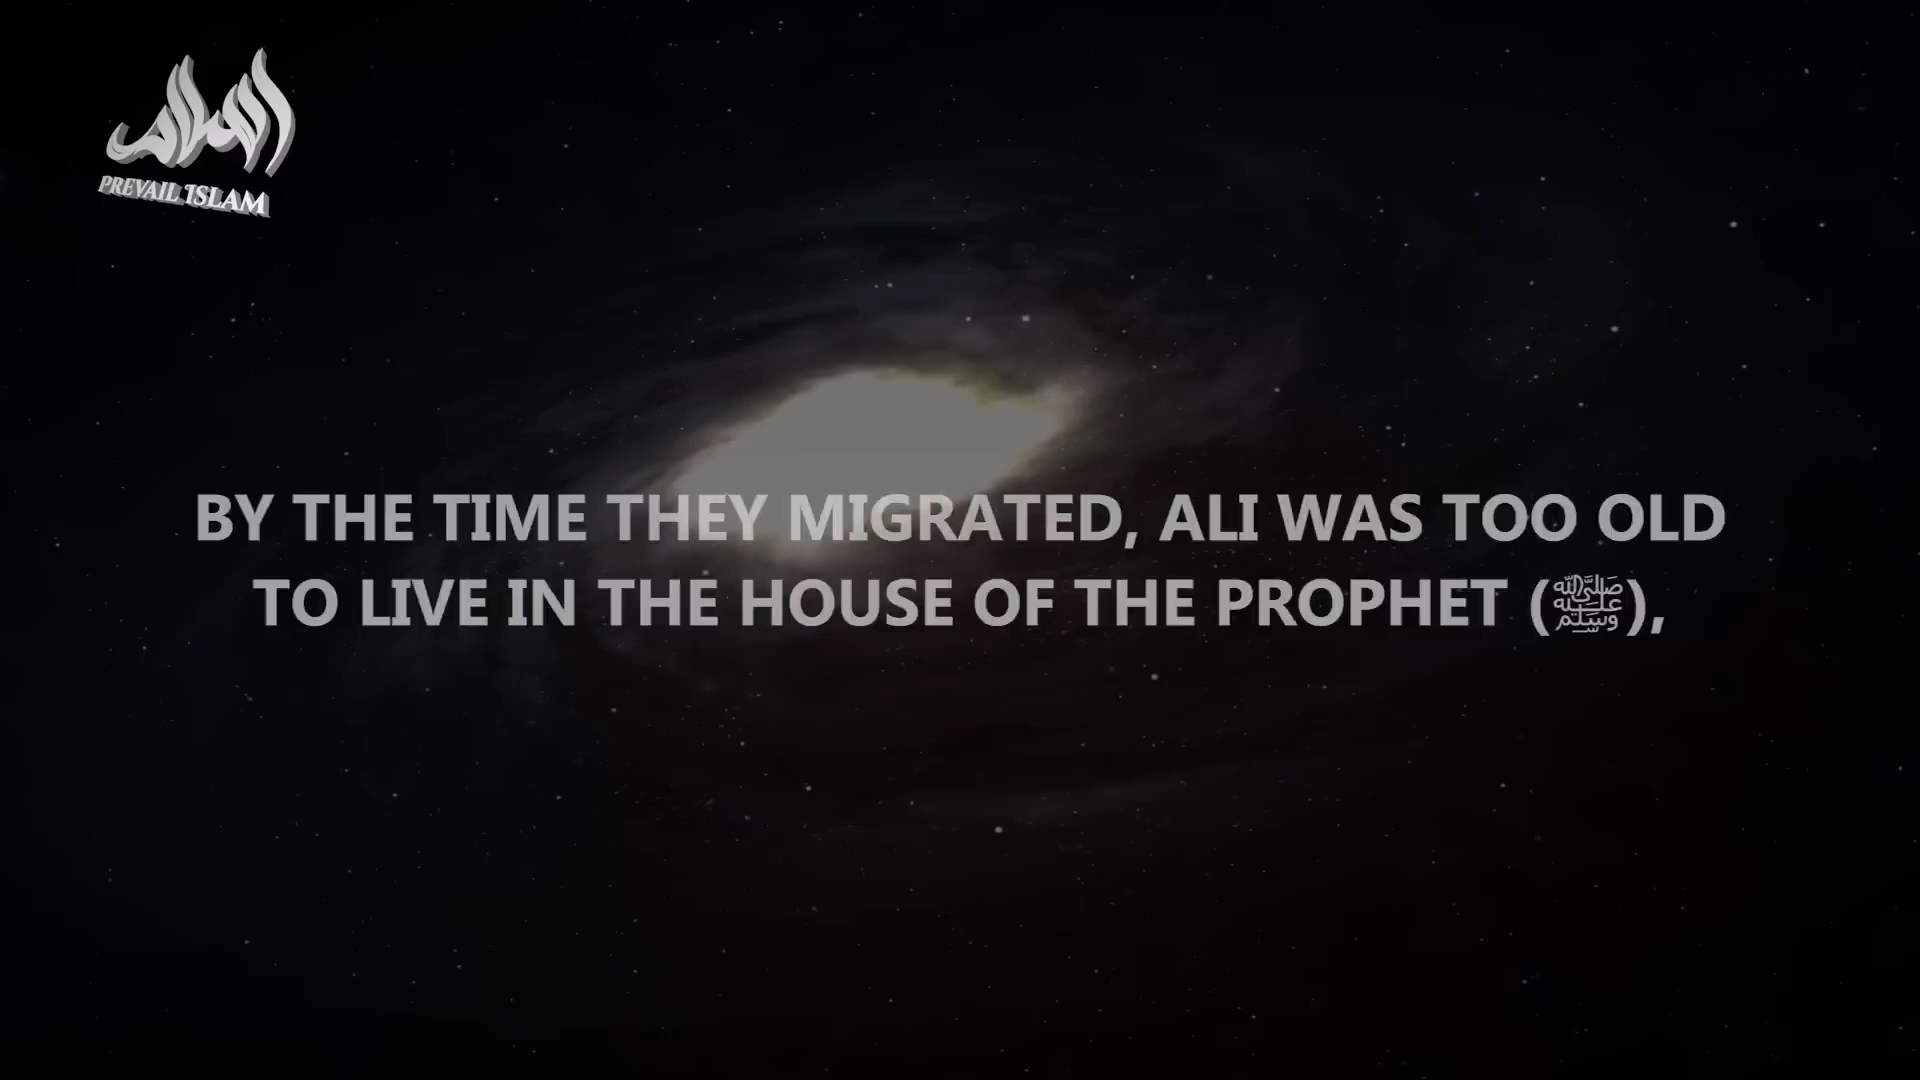 السلام
PREVAIL ISLAM
BY THE TIME THEY MIGRATED, ALI WAS TOO OLD
TO LIVE IN THE HOUSE OF THE PROPHET (ﷺ),